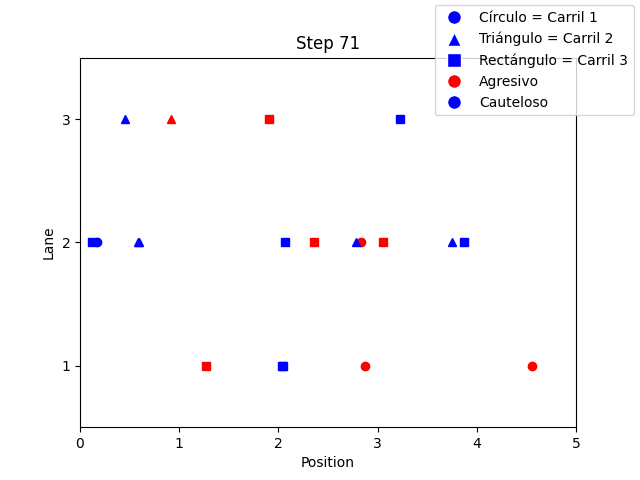 Step 71
Círculo = Carril 1
Triángulo = Carril 2
Rectángulo = Carril 3
Agresivo
Cauteloso
3
2
1
Lane
0 1 2 3 4 5
Position